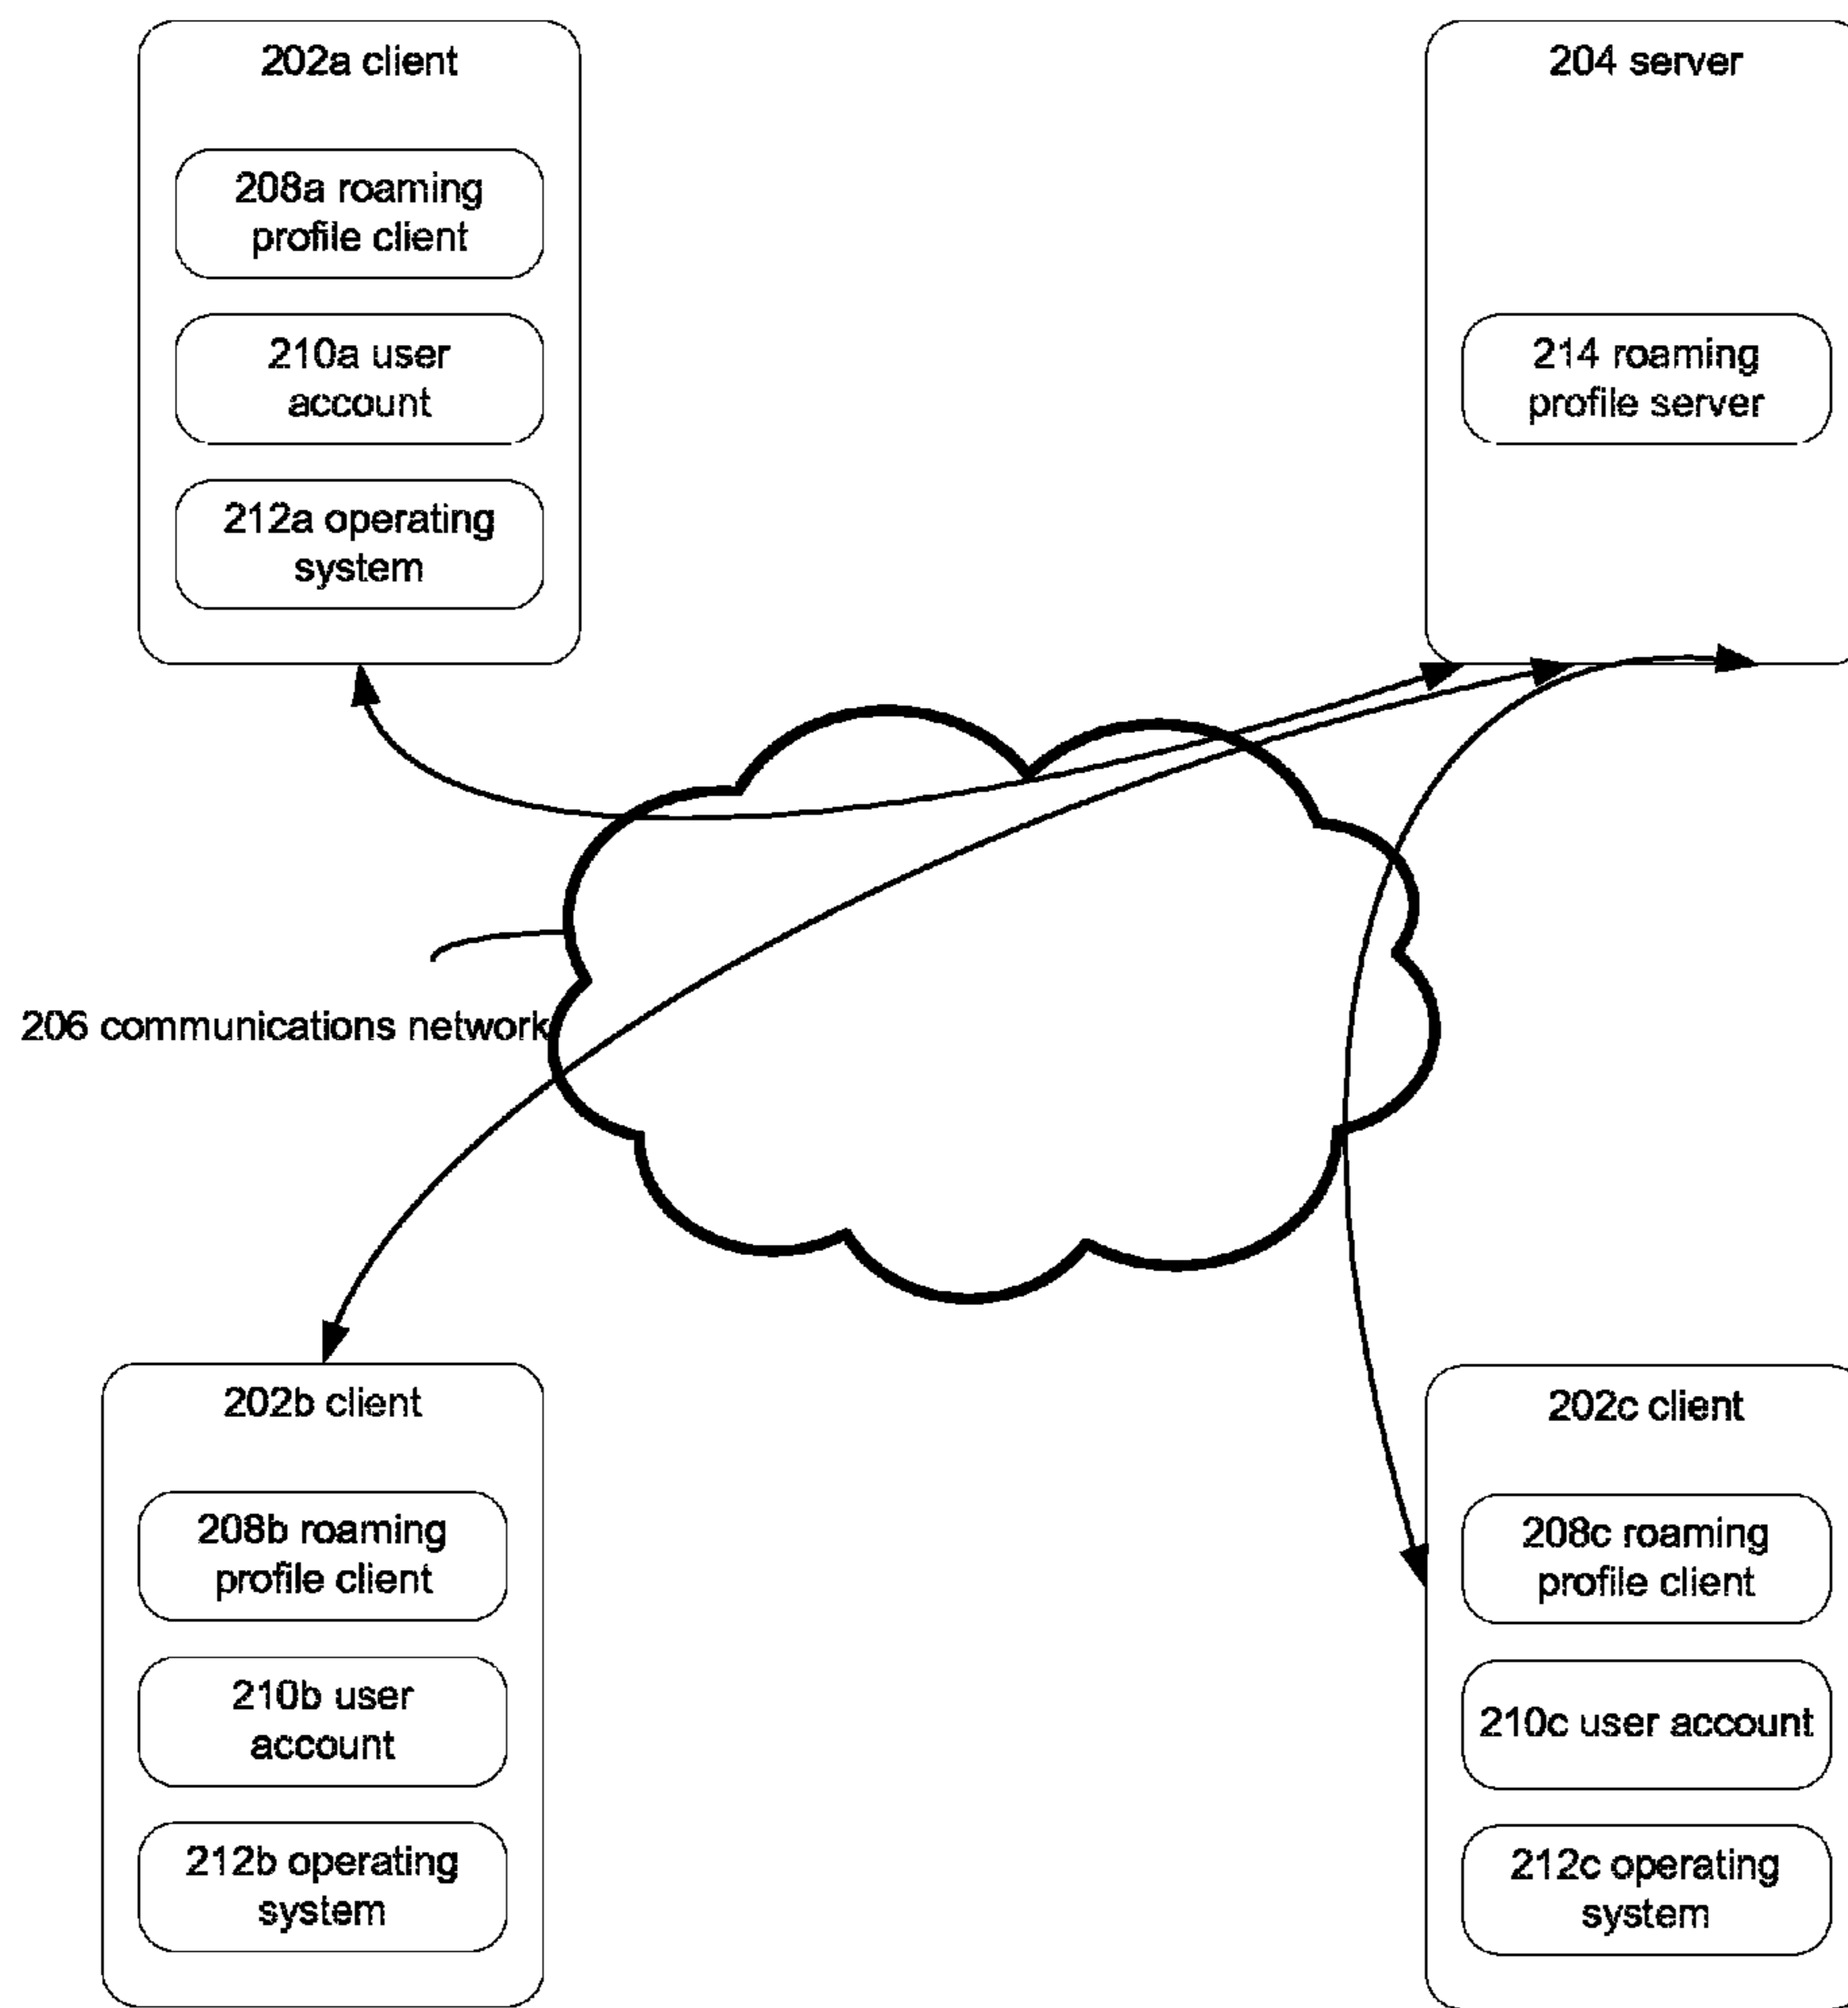 202a client
208a roaming
profile client
210a user
account
212a operating
system
204 server
214 roaming
profile server
206 communications network
202b client
208b roaming
profile client
210b user
account
212b operating
system
202c client
208c roaming
profile client
210c user account
212c operating
system